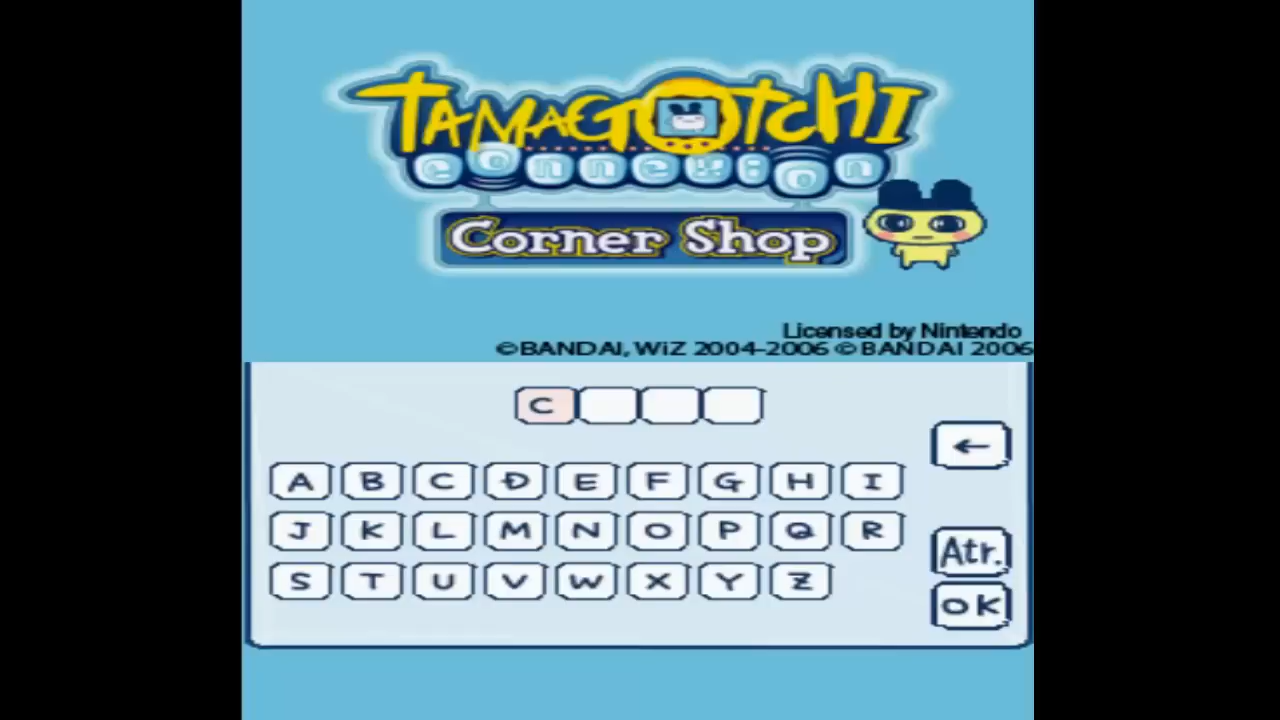 TAMAGOTCHI
connexion
Corner Shop
Licensed by Nintendo
©BANDAI, WiZ 2004-2006 © BANDAI 2006
C
←
A B C D E F G H I
J K L M N O P Q R
Atr.
S T U V W X Y Z
OK